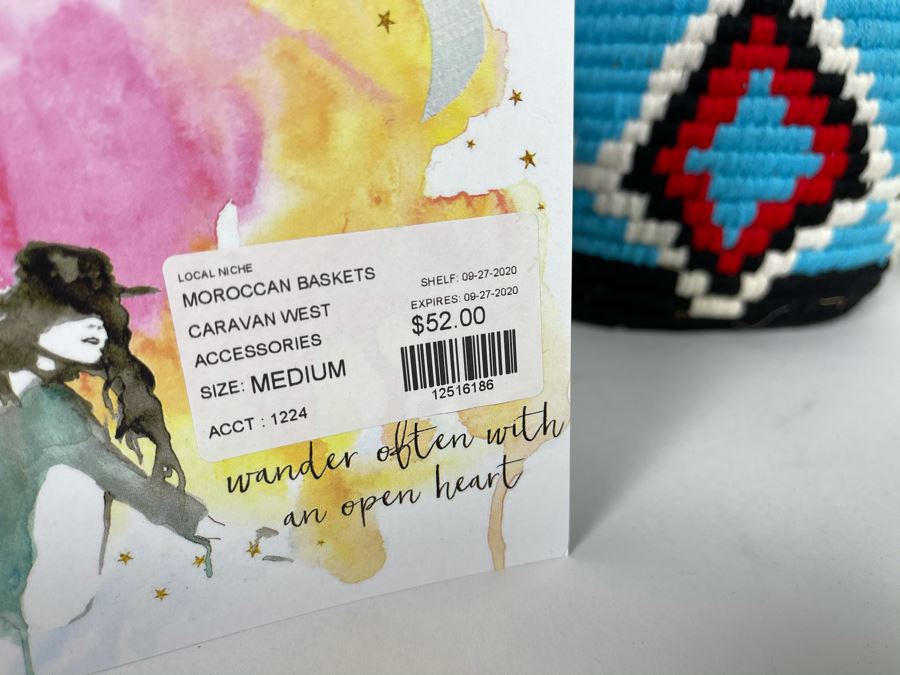 LOCAL NICHE
MOROCCAN BASKETS
CARAVAN WEST
ACCESSORIES
SIZE: MEDIUM
ACCT : 1224
SHELF: 09-27-2020
EXPIRES: 09-27-2020
$52.00
12516186
wander often with
an open heart